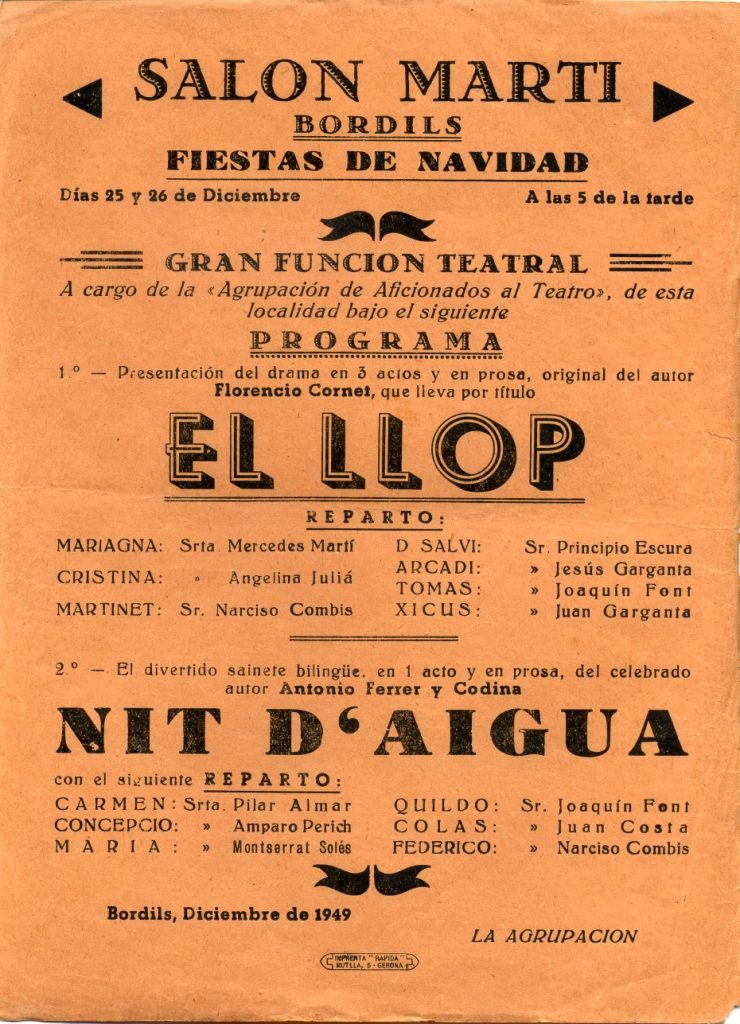 SALON MARTI
BORDILS
FIESTAS DE NAVIDAD
Días 25 y 26 de Diciembre A las 5 de la tarde
GRAN FUNCION TEATRAL
A cargo de la «Agrupación de Aficionados al Teatro», de esta
localidad bajo el siguiente
PROGRAMA
1.º — Presentación del drama en 3 actos y en prosa, original del autor
Florencio Cornet, que lleva por título
EL LLOP
REPARTO:
MARIAGNA: Srta. Mercedes Martí
CRISTINA: » Angelina Juliá
MARTINET: Sr. Narciso Combis
D SALVI: Sr. Principio Escura
ARCADI: » Jesús Garganta
TOMAS: » Joaquín Font
XICUS: » Juan Garganta
2.º — El divertido sainete bilingüe, en 1 acto y en prosa, del celebrado
autor Antonio Ferrer y Codina
NIT D‘AIGUA
con el siguiente REPARTO:
CARMEN: Srta. Pilar Almar
CONCEPCIO: » Amparo Perich
MARIA: » Montserrat Solés
QUILDO: Sr. Joaquín Font
COLAS: » Juan Costa
FEDERICO: » Narciso Combis
Bordils, Diciembre de 1949
LA AGRUPACION
IMPRENTA "RAPIDA"
RUTLLA, 5 - GERONA